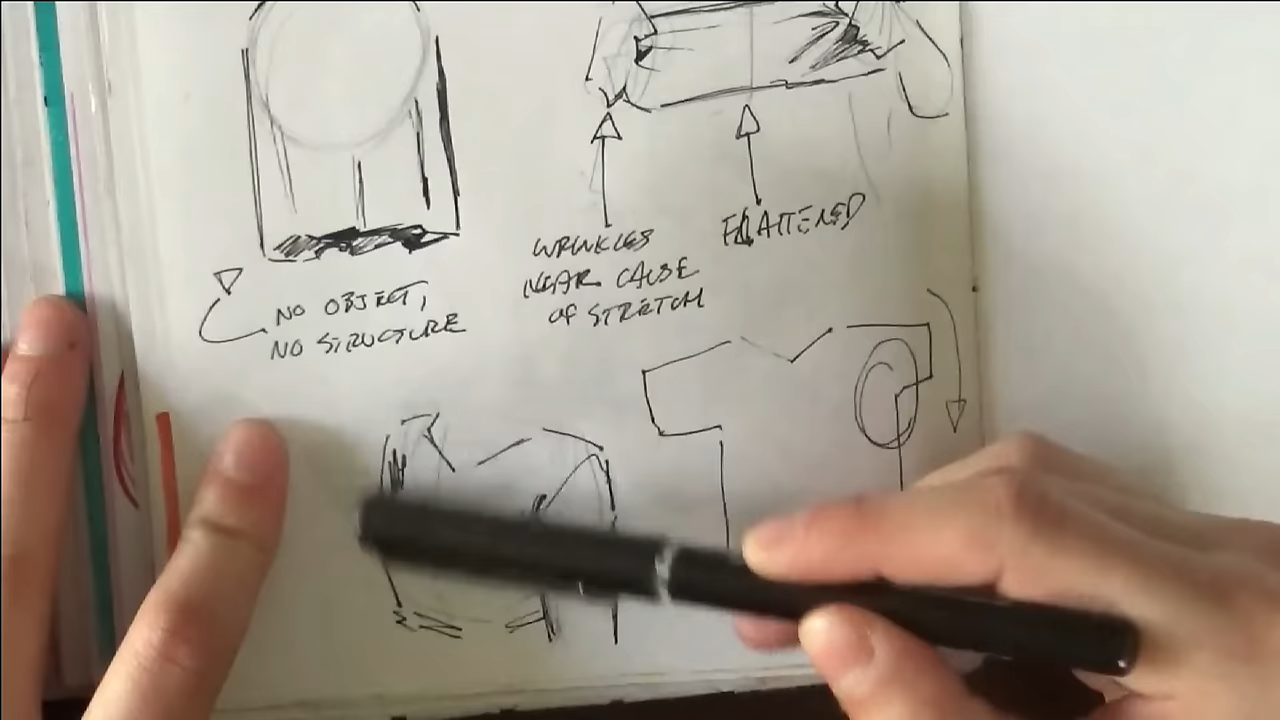 NO OBJECT,
NO STRUCTURE
WRINKLES
NEAR CAUSE
OF STRETCH
FLATTENED